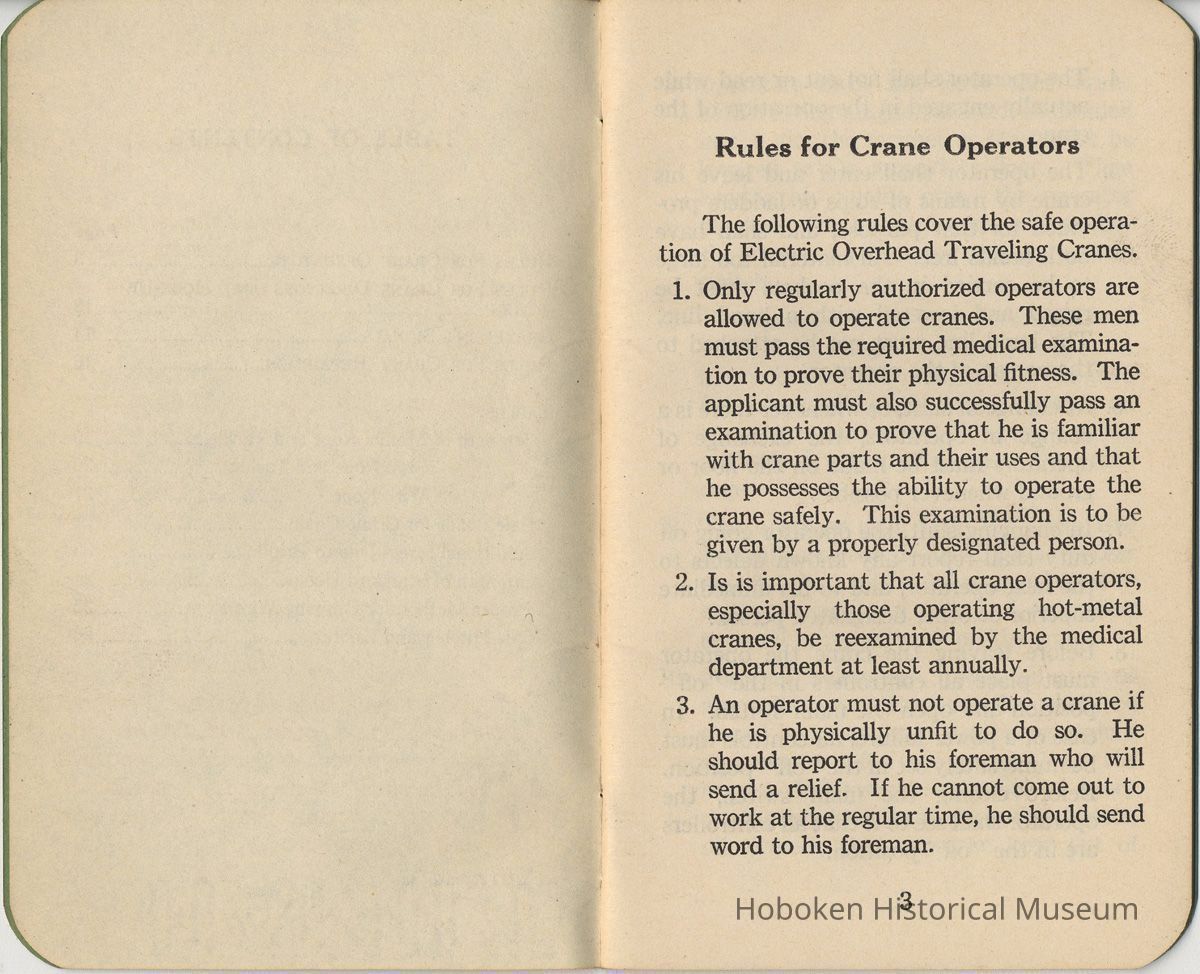 Rules for Crane Operators
The following rules cover the safe opera-
tion of Electric Overhead Traveling Cranes.
1. Only regularly authorized operators are
allowed to operate cranes. These men
must pass the required medical examina-
tion to prove their physical fitness. The
applicant must also successfully pass an
examination to prove that he is familiar
with crane parts and their uses and that
he possesses the ability to operate the
crane safely. This examination is to be
given by a properly designated person.
2. Is is important that all crane operators,
especially those operating hot-metal
cranes, be reexamined by the medical
department at least annually.
3. An operator must not operate a crane if
he is physically unfit to do so. He
should report to his foreman who will
send a relief. If he cannot come out to
work at the regular time, he should send
word to his foreman.
3
Hoboken Historical Museum